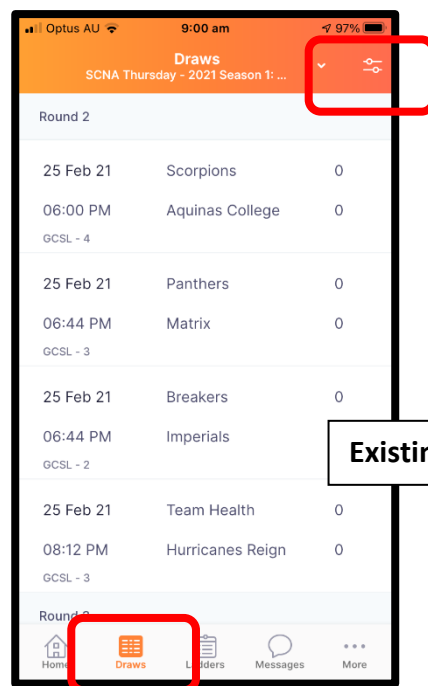 Optus AU 9:00 am 97%
Draws
SCNA Thursday - 2021 Season 1: ...
Round 2
25 Feb 21 Scorpions 0
06:00 PM Aquinas College 0
GCSL - 4
25 Feb 21 Panthers 0
06:44 PM Matrix 0
GCSL - 3
25 Feb 21 Breakers 0
06:44 PM Imperials
GCSL - 2
Existin
25 Feb 21 Team Health 0
08:12 PM Hurricanes Reign 0
GCSL - 3
Round
Home Draws Ladders Messages More